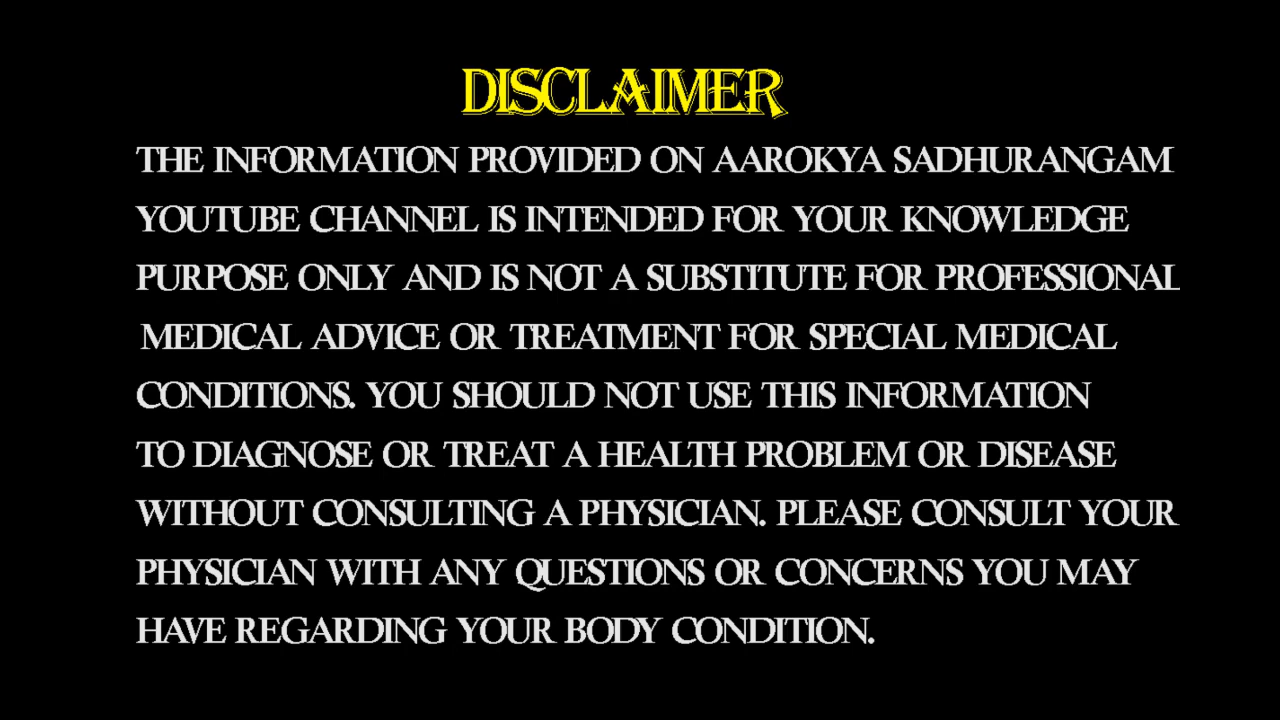 DISCLAIMER
THE INFORMATION PROVIDED ON AAROKYA SADHURANGAM
YOUTUBE CHANNEL IS INTENDED FOR YOUR KNOWLEDGE
PURPOSE ONLY AND IS NOT A SUBSTITUTE FOR PROFESSIONAL
MEDICAL ADVICE OR TREATMENT FOR SPECIAL MEDICAL
CONDITIONS. YOU SHOULD NOT USE THIS INFORMATION
TO DIAGNOSE OR TREAT A HEALTH PROBLEM OR DISEASE
WITHOUT CONSULTING A PHYSICIAN. PLEASE CONSULT YOUR
PHYSICIAN WITH ANY QUESTIONS OR CONCERNS YOU MAY
HAVE REGARDING YOUR BODY CONDITION.